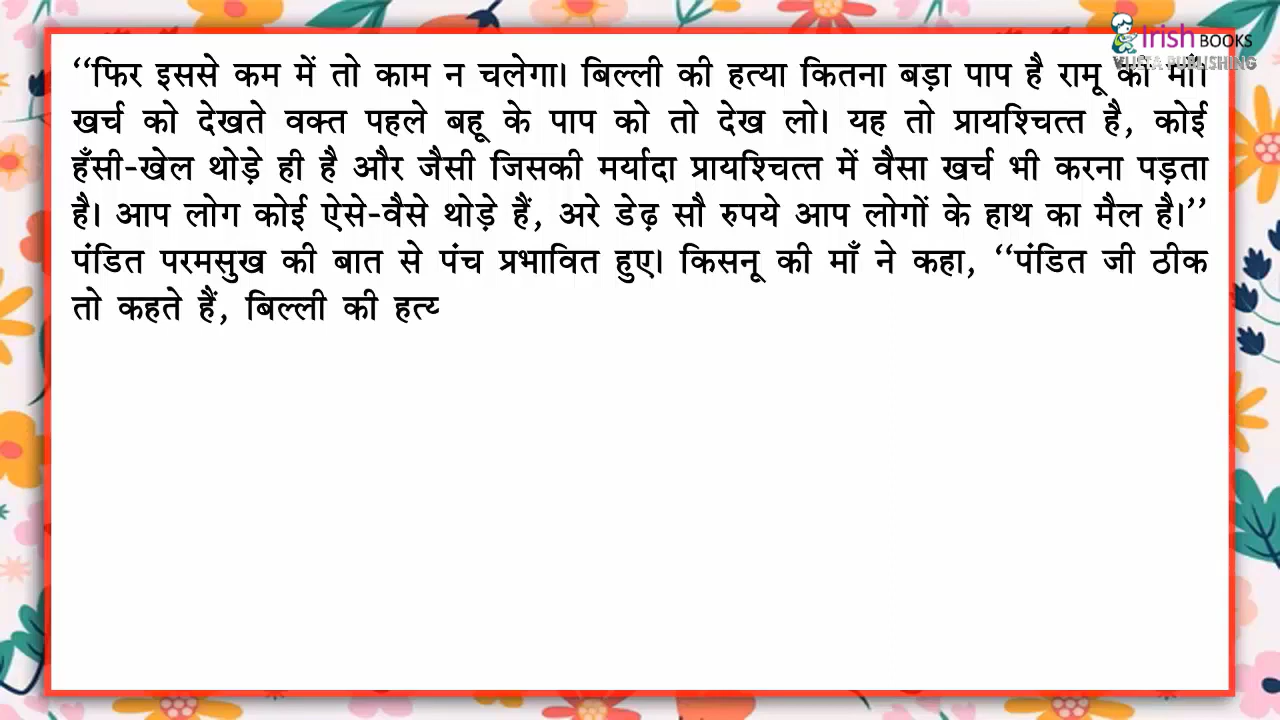 Irish BOOKS
‘‘फिर इससे कम में तो काम न चलेगा। बिल्ली की हत्या कितना बड़ा पाप है रामू की माँ।
खर्च को देखते वक्त पहले बहू के पाप को तो देख लो। यह तो प्रायश्चित्त है, कोई
हँसी-खेल थोड़े ही है और जैसी जिसकी मर्यादा प्रायश्चित्त में वैसा खर्च भी करना पड़ता
है। आप लोग कोई ऐसे-वैसे थोड़े हैं, अरे डेढ़ सौ रुपये आप लोगों के हाथ का मैल है।’’
पंडित परमसुख की बात से पंच प्रभावित हुए। किसनू की माँ ने कहा, ‘‘पंडित जी ठीक
तो कहते हैं, बिल्ली की हत्य